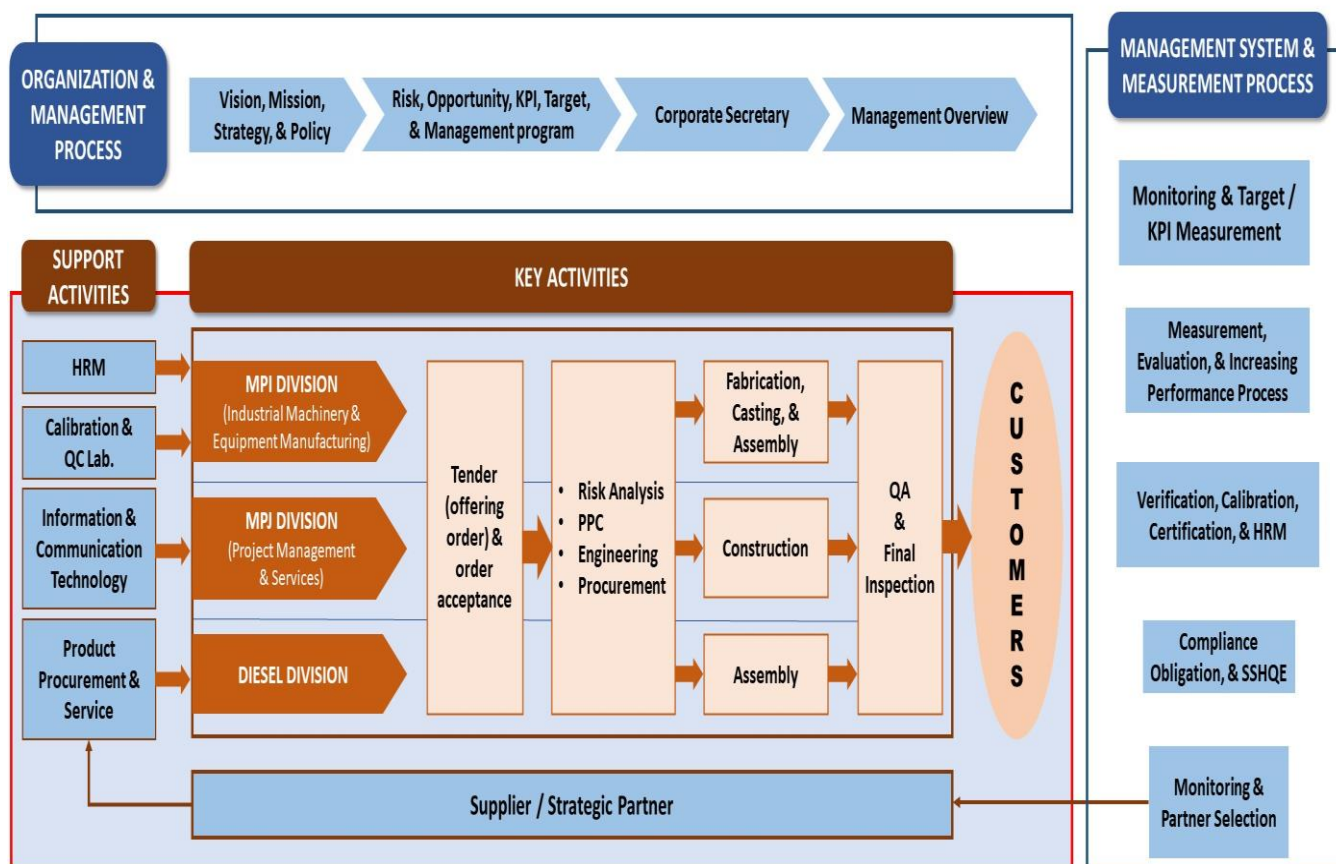 ORGANIZATION &
MANAGEMENT
PROCESS
Vision, Mission,
Strategy, & Policy
Risk, Opportunity, KPI, Target,
& Management program
Corporate Secretary
Management Overview
MANAGEMENT SYSTEM &
MEASUREMENT PROCESS
Monitoring & Target /
KPI Measurement
Measurement,
Evaluation, & Increasing
Performance Process
Verification, Calibration,
Certification, & HRM
Compliance
Obligation, & SSHQE
Monitoring &
Partner Selection
SUPPORT
ACTIVITIES
KEY ACTIVITIES
HRM
Calibration &
QC Lab.
Information &
Communication
Technology
Product
Procurement &
Service
MPI DIVISION
(Industrial Machinery &
Equipment Manufacturing)
MPJ DIVISION
(Project Management
& Services)
DIESEL DIVISION
Tender
(offering
order) &
order
acceptance
• Risk Analysis
• PPC
• Engineering
• Procurement
Fabrication,
Casting, &
Assembly
Construction
Assembly
QA
&
Final
Inspection
CUSTOMERS
Supplier / Strategic Partner